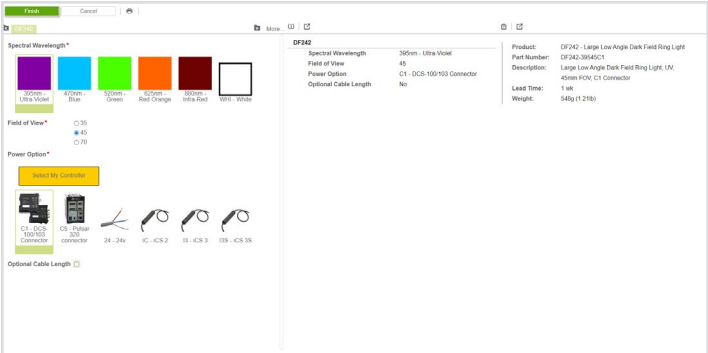 Finish
Cancel
DF242
More...
Spectral Wavelength*
395nm - Ultra-Violet
470nm - Blue
520nm - Green
625nm - Red-Orange
880nm - Infra-Red
WHI - White
Field of View*
35
45
70
Power Option*
Select My Controller
C1 - DCS-100/103 Connector
C5 - Pulsar 320 connector
24 - 24v
IC - iCS 2
I3 - iCS 3
I3S - iCS 3S
Optional Cable Length
DF242
Spectral Wavelength 395nm - Ultra-Violet
Field of View 45
Power Option C1 - DCS-100/103 Connector
Optional Cable Length No
Product: DF242 - Large Low Angle Dark Field Ring Light
Part Number: DF242-39545C1
Description: Large Low Angle Dark Field Ring Light, UV,
45mm FOV, C1 Connector
Lead Time: 1 wk
Weight: 548g (1.21lb)